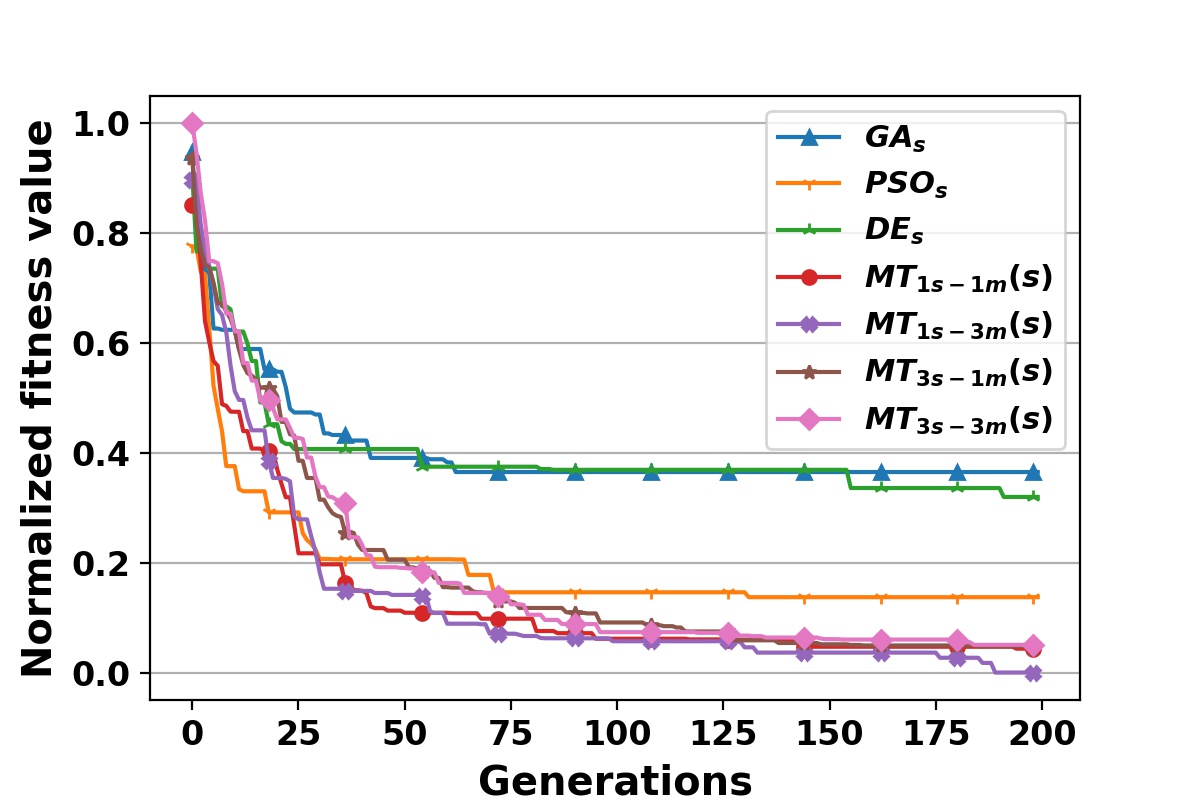 Normalized fitness value
1.0
0.8
0.6
0.4
0.2
0.0
GAₛ
PSOₛ
DEₛ
MT₁ₛ₋₁ₘ(s)
MT₁ₛ₋₃ₘ(s)
MT₃ₛ₋₁ₘ(s)
MT₃ₛ₋₃ₘ(s)
0 25 50 75 100 125 150 175 200
Generations